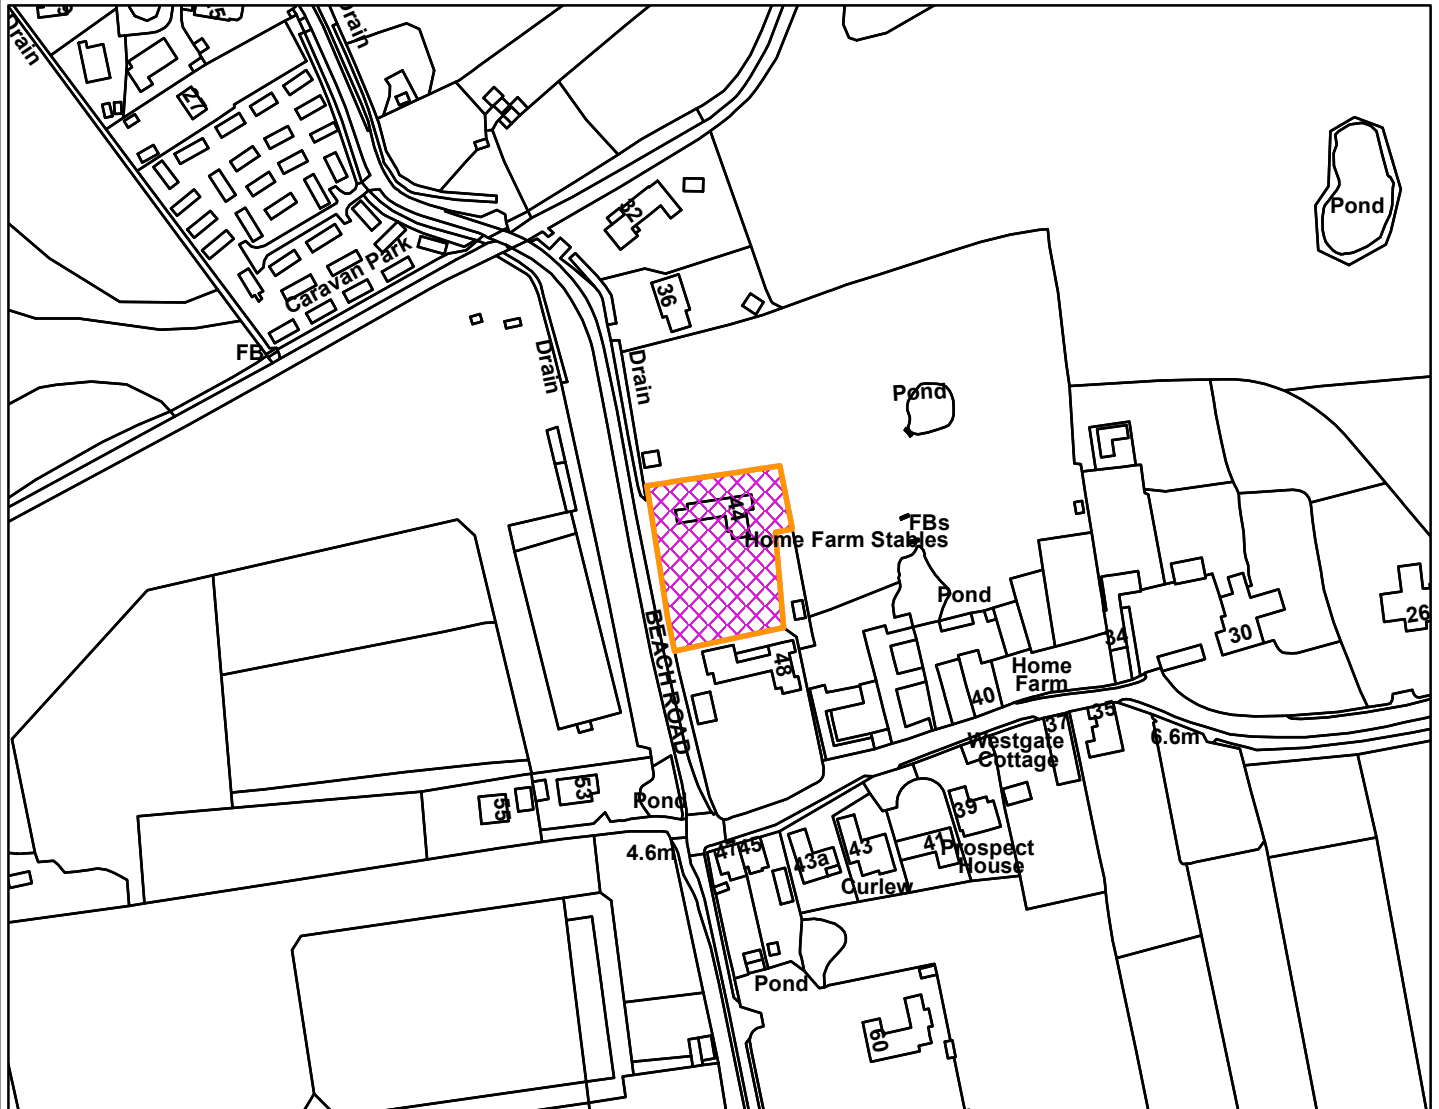 Drain
Drain
27
Pond
32
Caravan Park
36
FB
Drain
Drain
Pond
44
FBs
Home Farm Stables
Pond
BEACH ROAD
48
34
30
26
Home
Farm
40
37
35
6.6m
Westgate
Cottage
53
55
Pond
39
4.6m
47
45
43a
43
41
Prospect
House
Curlew
Pond
60